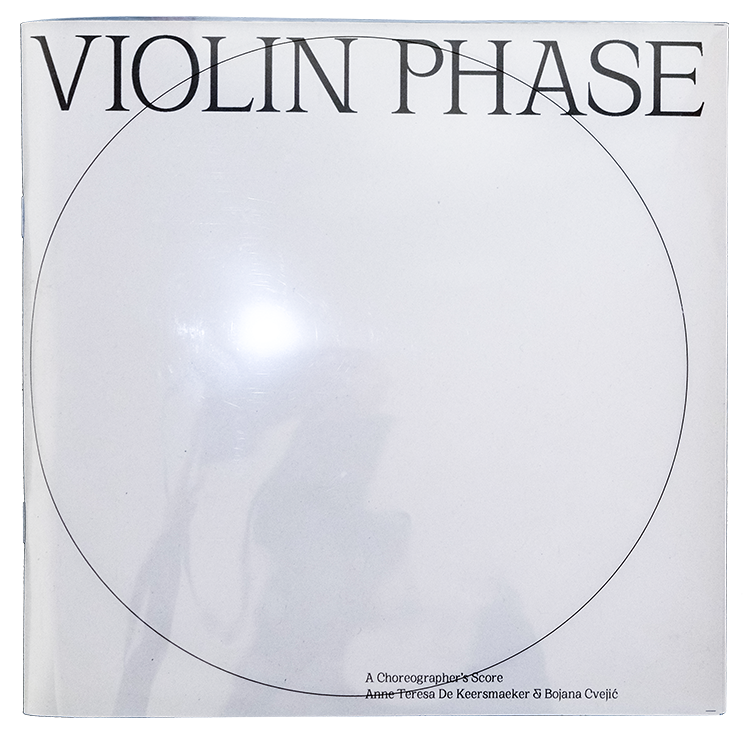 VIOLIN PHASE
A Choreographer's Score
Anne Teresa De Keersmaeker & Bojana Cvejić